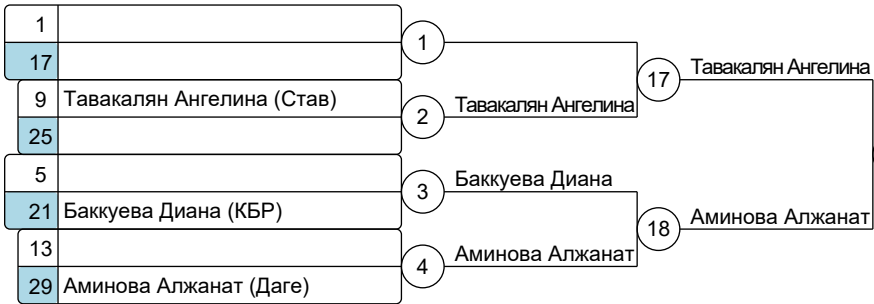 1
17
1
9 Тавакалян Ангелина (Став)
25
2
Тавакалян Ангелина
17
Тавакалян Ангелина
5
21 Баккуева Диана (КБР)
3
Баккуева Диана
13
29 Аминова Алжанат (Даге)
4
Аминова Алжанат
18
Аминова Алжанат